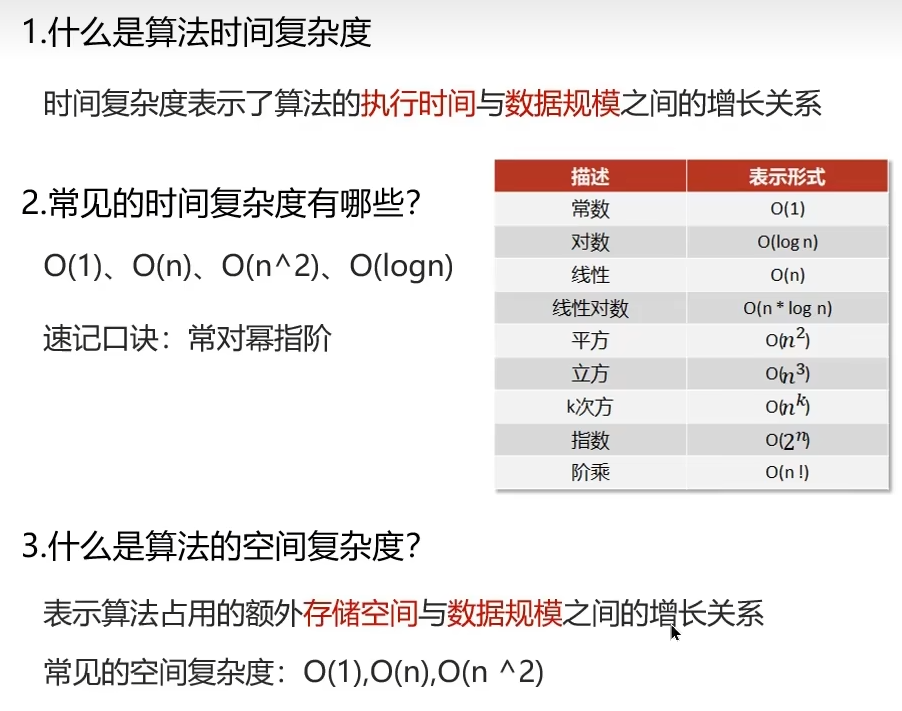 1.什么是算法时间复杂度
时间复杂度表示了算法的执行时间与数据规模之间的增长关系
2.常见的时间复杂度有哪些？
O(1)、O(n)、O(n^2)、O(logn)
速记口诀：常对幂指阶
描述 表示形式
常数 O(1)
对数 O(log n)
线性 O(n)
线性对数 O(n * log n)
平方 O(n²)
立方 O(n³)
k次方 O(nᵏ)
指数 O(2ⁿ)
阶乘 O(n !)
3.什么是算法的空间复杂度？
表示算法占用的额外存储空间与数据规模之间的增长关系
常见的空间复杂度：O(1),O(n),O(n ^2)